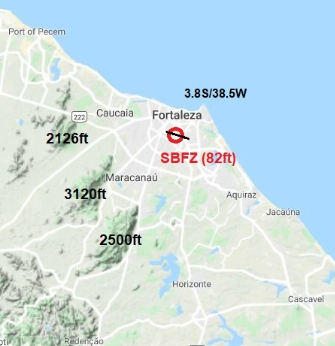 Port of Pecem
3.8S/38.5W
222
Caucaia
Fortaleza
2126ft
SBFZ (82ft)
Maracanaú
3120ft
Aquiraz
Jacaúna
2500ft
Horizonte
Cascavel
Redenção